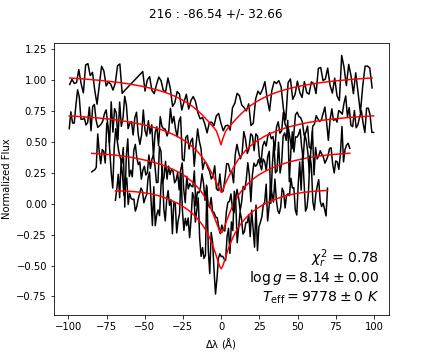 216 : -86.54 +/- 32.66
1.25
1.00
0.75
0.50
0.25
0.00
−0.25
−0.50
−0.75
Normalized Flux
χ²ᵣ = 0.78
log g = 8.14 ± 0.00
T_eff = 9778 ± 0 K
−100 −75 −50 −25 0 25 50 75 100
Δλ (Å)